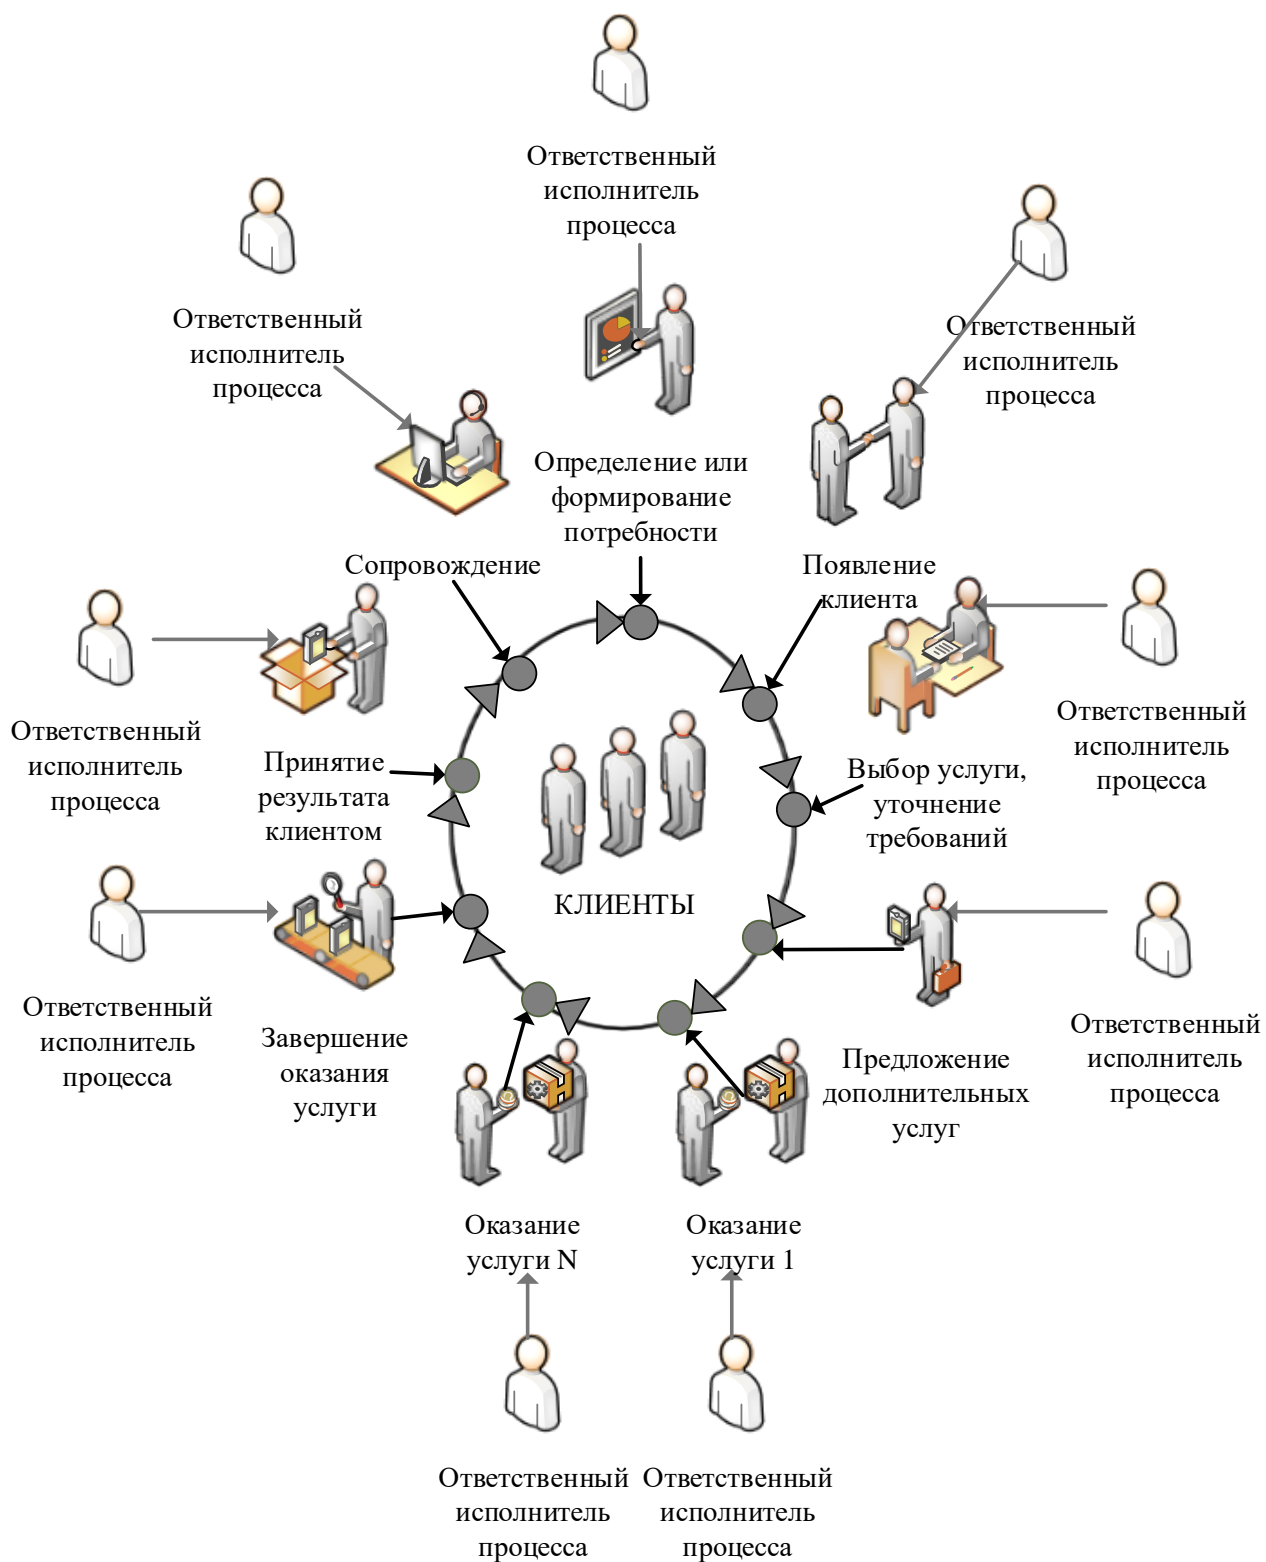 Ответственный
исполнитель
процесса
Ответственный
исполнитель
процесса
Ответственный
исполнитель
процесса
Определение или
формирование
потребности
Сопровождение
Появление
клиента
Ответственный
исполнитель
процесса
Принятие
результата
клиентом
Выбор услуги,
уточнение
требований
Ответственный
исполнитель
процесса
КЛИЕНТЫ
Ответственный
исполнитель
процесса
Завершение
оказания
услуги
Предложение
дополнительных
услуг
Ответственный
исполнитель
процесса
Оказание
услуги N
Оказание
услуги 1
Ответственный
исполнитель
процесса
Ответственный
исполнитель
процесса